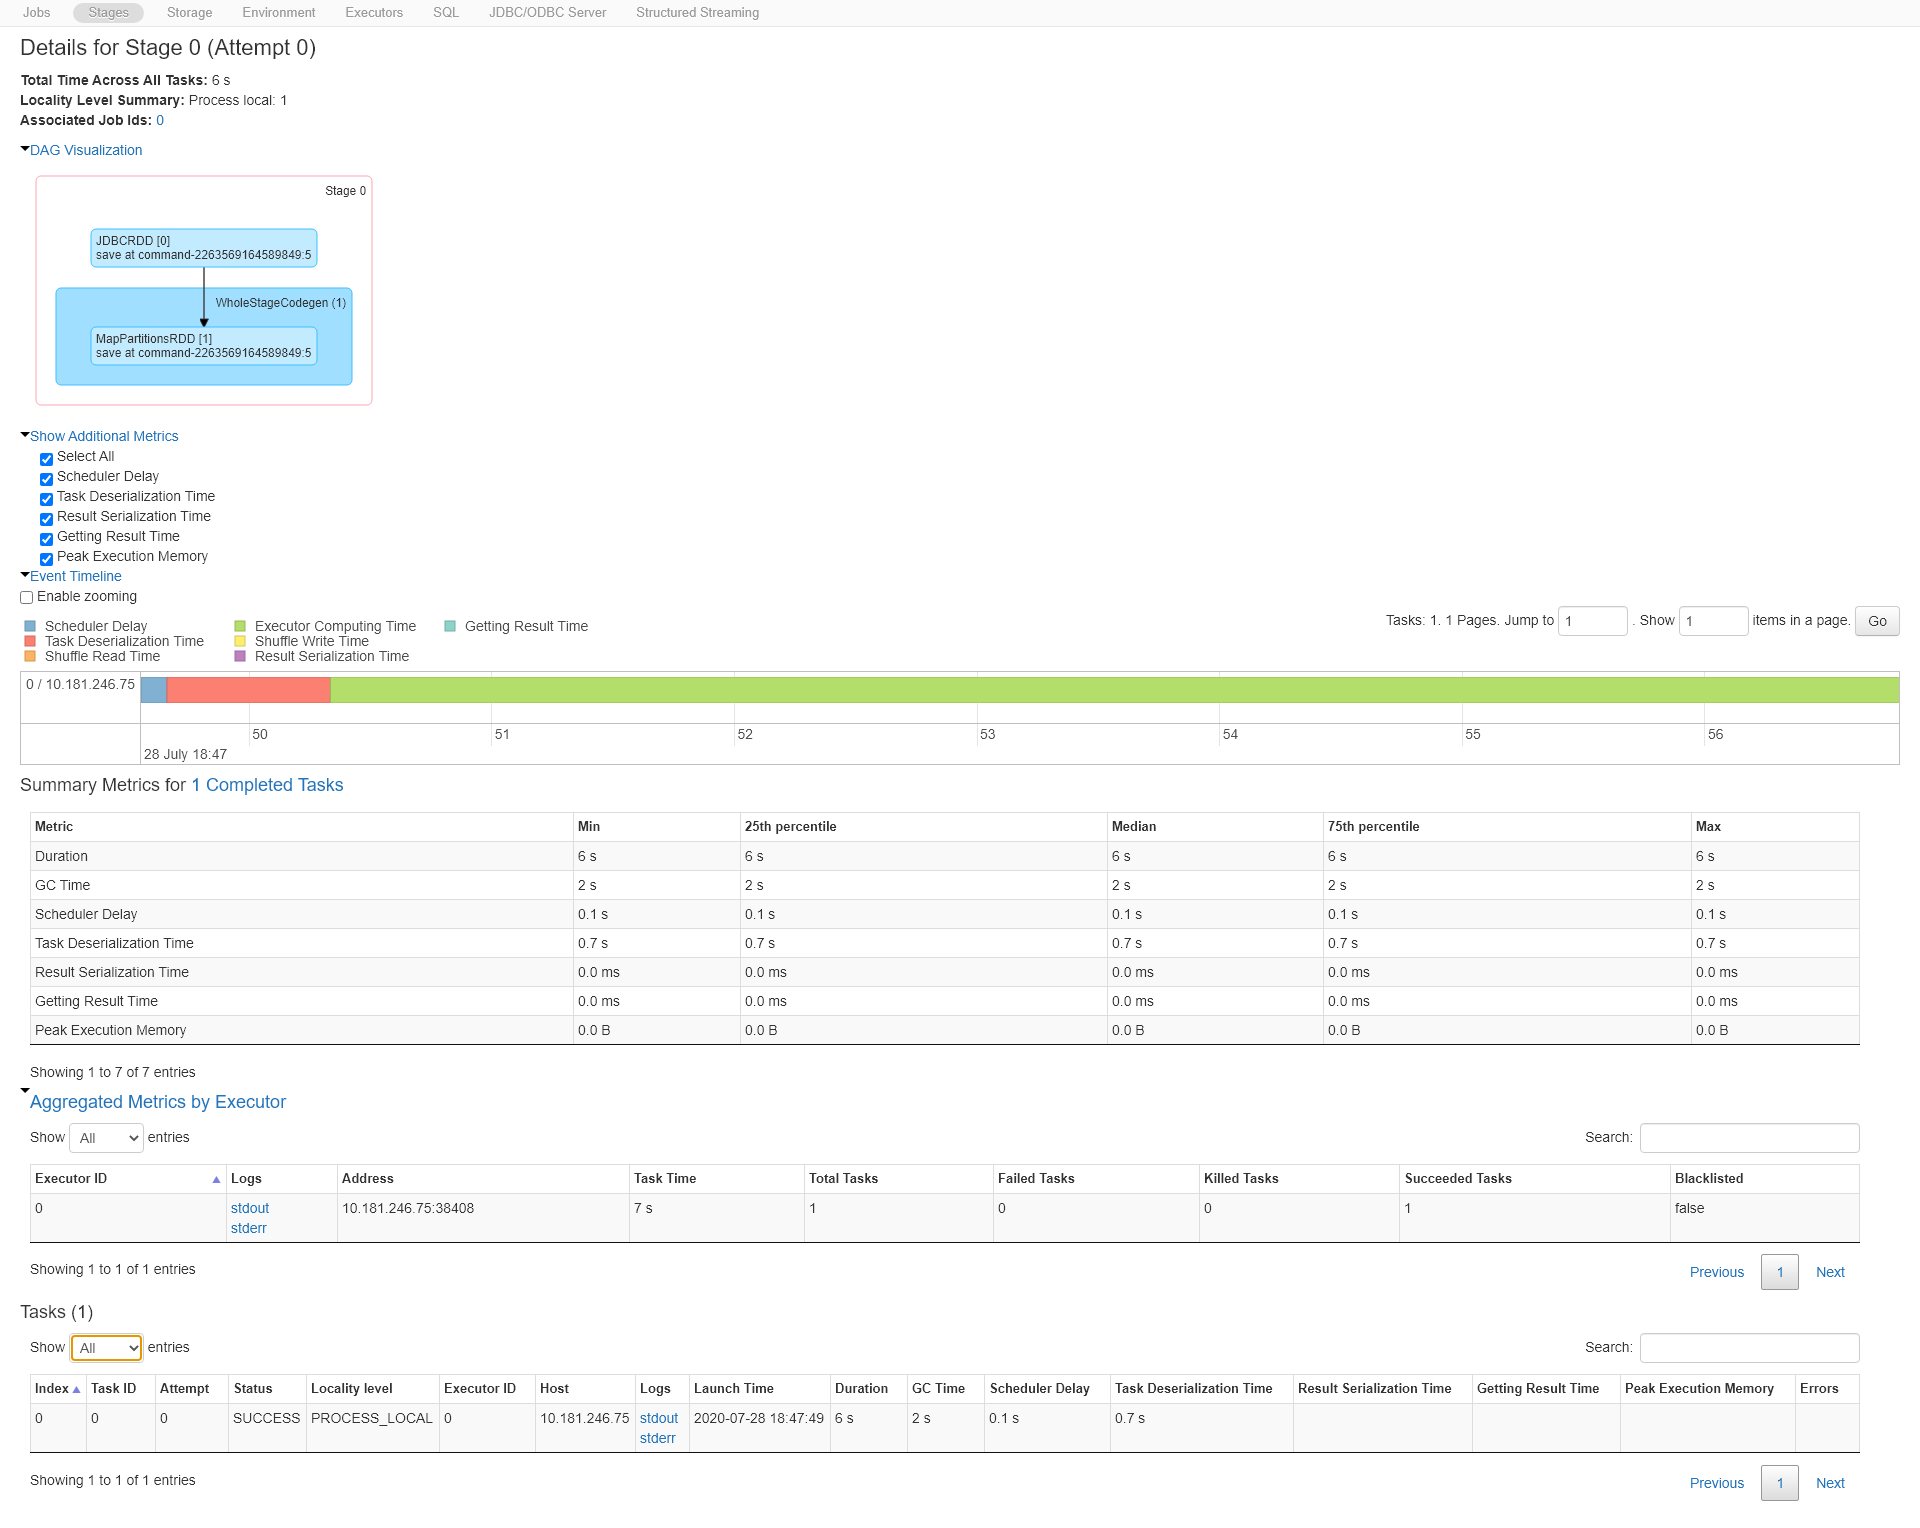 Jobs Stages Storage Environment Executors SQL JDBC/ODBC Server Structured Streaming
Details for Stage 0 (Attempt 0)
Total Time Across All Tasks: 6 s
Locality Level Summary: Process local: 1
Associated Job Ids: 0
DAG Visualization
Stage 0
JDBCRDD [0]
save at command-2263569164589849:5
WholeStageCodegen (1)
MapPartitionsRDD [1]
save at command-2263569164589849:5
Show Additional Metrics
Select All
Scheduler Delay
Task Deserialization Time
Result Serialization Time
Getting Result Time
Peak Execution Memory
Event Timeline
Enable zooming
Tasks: 1. 1 Pages. Jump to 1 . Show 1 items in a page. Go
Scheduler Delay Executor Computing Time Getting Result Time
Task Deserialization Time Shuffle Write Time
Shuffle Read Time Result Serialization Time
0 / 10.181.246.75
50 51 52 53 54 55 56
28 July 18:47
Summary Metrics for 1 Completed Tasks
Metric Min 25th percentile Median 75th percentile Max
Duration 6 s 6 s 6 s 6 s 6 s
GC Time 2 s 2 s 2 s 2 s 2 s
Scheduler Delay 0.1 s 0.1 s 0.1 s 0.1 s 0.1 s
Task Deserialization Time 0.7 s 0.7 s 0.7 s 0.7 s 0.7 s
Result Serialization Time 0.0 ms 0.0 ms 0.0 ms 0.0 ms 0.0 ms
Getting Result Time 0.0 ms 0.0 ms 0.0 ms 0.0 ms 0.0 ms
Peak Execution Memory 0.0 B 0.0 B 0.0 B 0.0 B 0.0 B
Showing 1 to 7 of 7 entries
Aggregated Metrics by Executor
Show All entries Search:
Executor ID Logs Address Task Time Total Tasks Failed Tasks Killed Tasks Succeeded Tasks Blacklisted
0 stdout 10.181.246.75:38408 7 s 1 0 0 1 false
stderr
Showing 1 to 1 of 1 entries
Previous 1 Next
Tasks (1)
Show All entries Search:
Index Task ID Attempt Status Locality level Executor ID Host Logs Launch Time Duration GC Time Scheduler Delay Task Deserialization Time Result Serialization Time Getting Result Time Peak Execution Memory Errors
0 0 0 SUCCESS PROCESS_LOCAL 0 10.181.246.75 stdout 2020-07-28 18:47:49 6 s 2 s 0.1 s 0.7 s
stderr
Showing 1 to 1 of 1 entries
Previous 1 Next